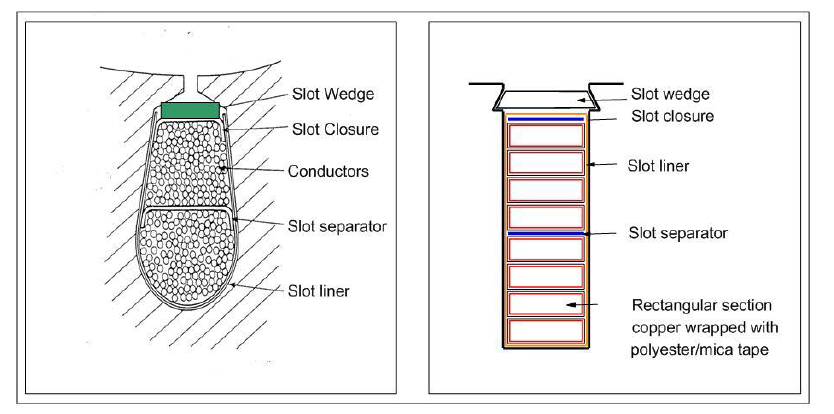 Slot Wedge
Slot Closure
Conductors
Slot separator
Slot liner
Slot wedge
Slot closure
Slot liner
Slot separator
Rectangular section
copper wrapped with
polyester/mica tape